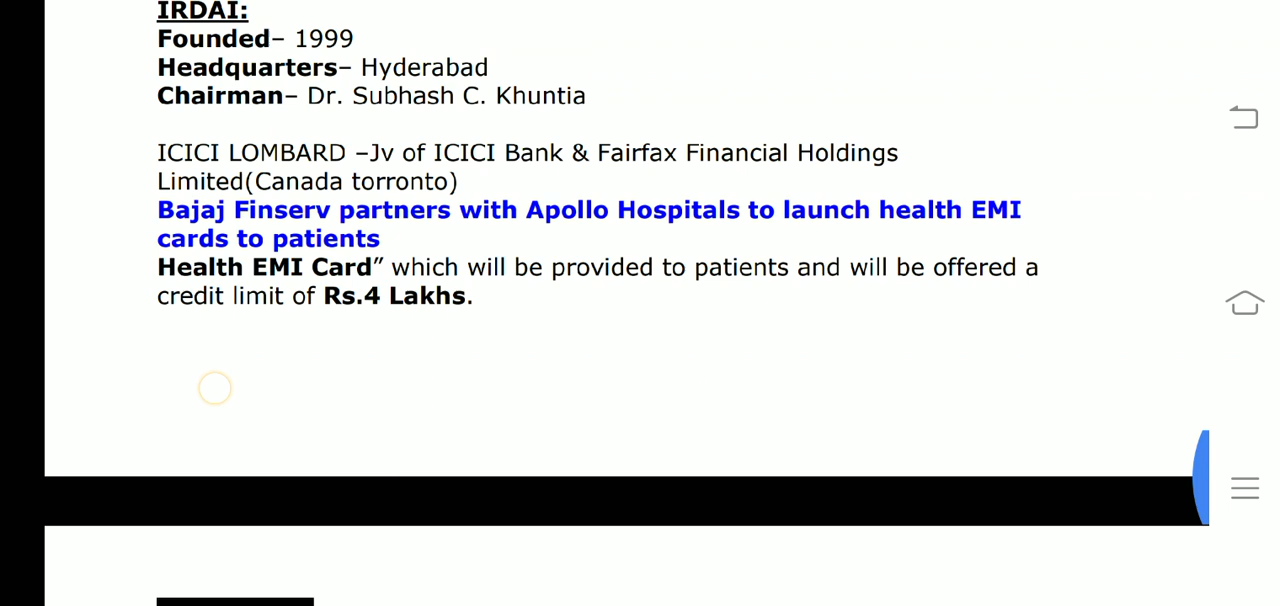 IRDAI:
Founded– 1999
Headquarters– Hyderabad
Chairman– Dr. Subhash C. Khuntia
ICICI LOMBARD –Jv of ICICI Bank & Fairfax Financial Holdings
Limited(Canada torronto)
Bajaj Finserv partners with Apollo Hospitals to launch health EMI
cards to patients
Health EMI Card” which will be provided to patients and will be offered a
credit limit of Rs.4 Lakhs.